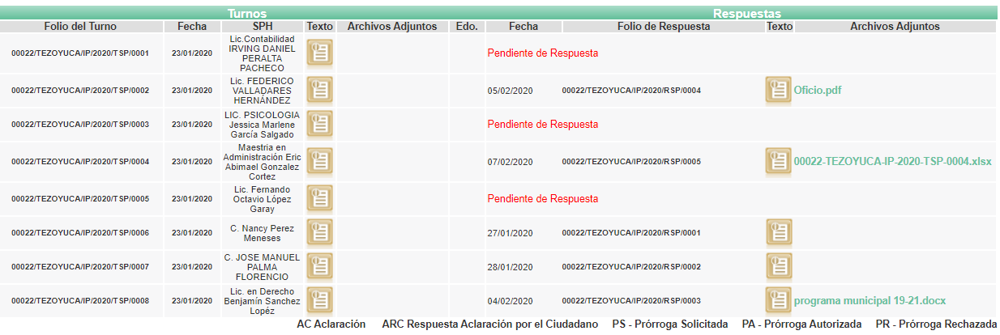 Turnos Respuestas
Folio del Turno Fecha SPH Texto Archivos Adjuntos Edo. Fecha Folio de Respuesta Texto Archivos Adjuntos
Lic.Contabilidad
IRVING DANIEL
PERALTA
PACHECO
00022/TEZOYUCA/IP/2020/TSP/0001 23/01/2020 Pendiente de Respuesta
Lic. FEDERICO
VALLADARES
HERNÁNDEZ
00022/TEZOYUCA/IP/2020/TSP/0002 23/01/2020 05/02/2020 00022/TEZOYUCA/IP/2020/RSP/0004 Oficio.pdf
LIC. PSICOLOGIA
Jessica Marlene
García Salgado
00022/TEZOYUCA/IP/2020/TSP/0003 23/01/2020 Pendiente de Respuesta
Maestria en
Administración Eric
Abimael Gonzalez
Cortez
00022/TEZOYUCA/IP/2020/TSP/0004 23/01/2020 07/02/2020 00022/TEZOYUCA/IP/2020/RSP/0005 00022-TEZOYUCA-IP-2020-TSP-0004.xlsx
Lic. Fernando
Octavio López
Garay
00022/TEZOYUCA/IP/2020/TSP/0005 23/01/2020 Pendiente de Respuesta
C. Nancy Perez
Meneses
00022/TEZOYUCA/IP/2020/TSP/0006 23/01/2020 27/01/2020 00022/TEZOYUCA/IP/2020/RSP/0001
C. JOSE MANUEL
PALMA
FLORENCIO
00022/TEZOYUCA/IP/2020/TSP/0007 23/01/2020 28/01/2020 00022/TEZOYUCA/IP/2020/RSP/0002
Lic. en Derecho
Benjamín Sanchez
Lopéz
00022/TEZOYUCA/IP/2020/TSP/0008 23/01/2020 04/02/2020 00022/TEZOYUCA/IP/2020/RSP/0003 programa municipal 19-21.docx
AC Aclaración ARC Respuesta Aclaración por el Ciudadano PS - Prórroga Solicitada PA - Prórroga Autorizada PR - Prórroga Rechazada